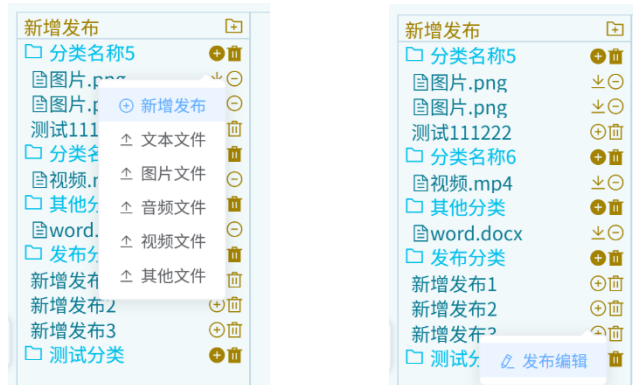 新增发布
分类名称5
图片.png
图片.p
测试111
分类名
视频.m
其他分
word.
发布分
新增发布
新增发布2
新增发布3
测试分类
新增发布
文本文件
图片文件
音频文件
视频文件
其他文件
新增发布
分类名称5
图片.png
图片.png
测试111222
分类名称6
视频.mp4
其他分类
word.docx
发布分类
新增发布1
新增发布2
新增发布3
测试分
发布编辑